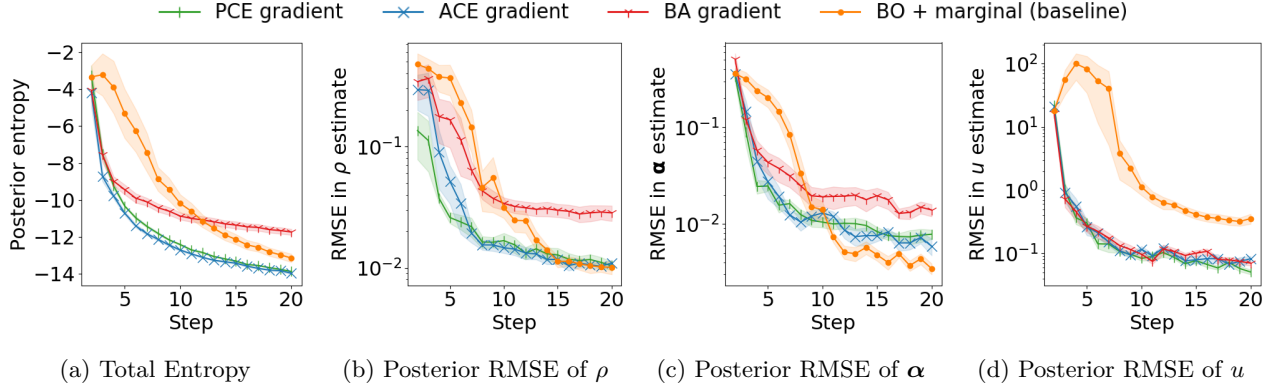 PCE gradient ACE gradient BA gradient BO + marginal (baseline)
Posterior entropy
−2
−4
−6
−8
−10
−12
−14
5 10 15 20
Step
(a) Total Entropy
RMSE in ρ estimate
10⁻¹
10⁻²
5 10 15 20
Step
(b) Posterior RMSE of ρ
RMSE in α estimate
10⁻¹
10⁻²
5 10 15 20
Step
(c) Posterior RMSE of α
RMSE in u estimate
10²
10¹
10⁰
10⁻¹
5 10 15 20
Step
(d) Posterior RMSE of u